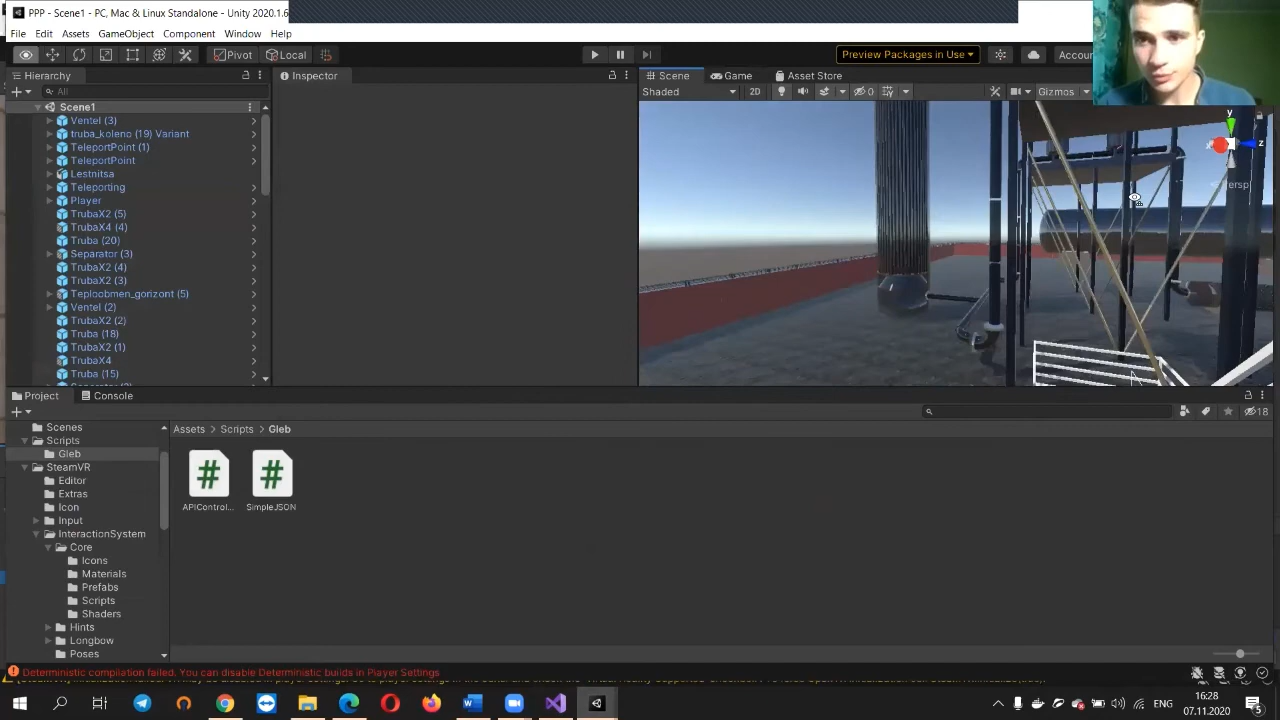 PPP - Scene1 - PC, Mac & Linux Standalone - Unity 2020.1.6
File Edit Assets GameObject Component Window Help
Pivot Local Preview Packages in Use Accou
Hierarchy Inspector Scene Game Asset Store
All Shaded 2D 0 Gizmos
Scene1
Ventel (3)
truba_koleno (19) Variant
TeleportPoint (1)
TeleportPoint
Lestnitsa
Teleporting
Player
TrubaX2 (5)
TrubaX4 (4)
Truba (20)
Separator (3)
TrubaX2 (4)
TrubaX2 (3)
Teploobmen_gorizont (5)
Ventel (2)
TrubaX2 (2)
Truba (18)
TrubaX2 (1)
TrubaX4
Truba (15)
y
x z
Persp
Project Console
18
Scenes
Scripts
Gleb
SteamVR
Editor
Extras
Icon
Input
InteractionSystem
Core
Icons
Materials
Prefabs
Scripts
Shaders
Hints
Longbow
Poses
Assets > Scripts > Gleb
APIControl... SimpleJSON
Deterministic compilation failed. You can disable Deterministic builds in Player Settings
ENG
16:28
07.11.2020
5